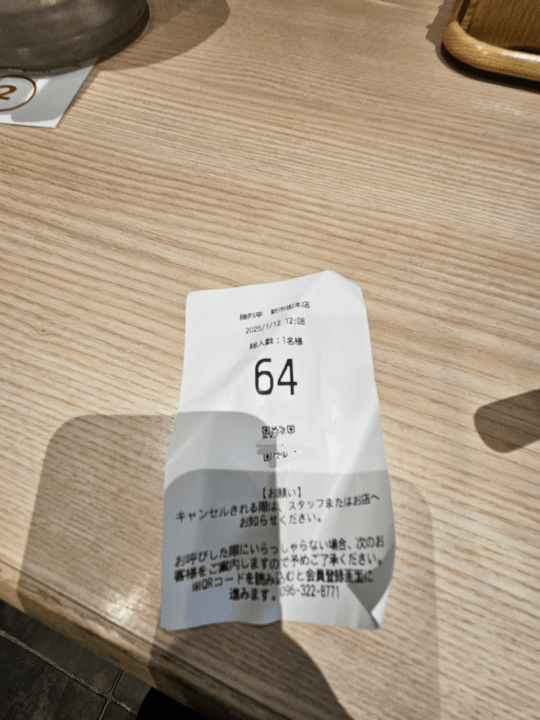 2
勝烈亭 新市街本店
2025/1/12 12:08
総人数:1名様
64
【お願い】
キャンセルされる際は、スタッフまたはお店へ
お知らせください。
お呼びした際にいらっしゃらない場合、次のお
客様をご案内しますので予めご了承ください。
※QRコードを読み込むと会員登録画面に
進みます。096-322-8771